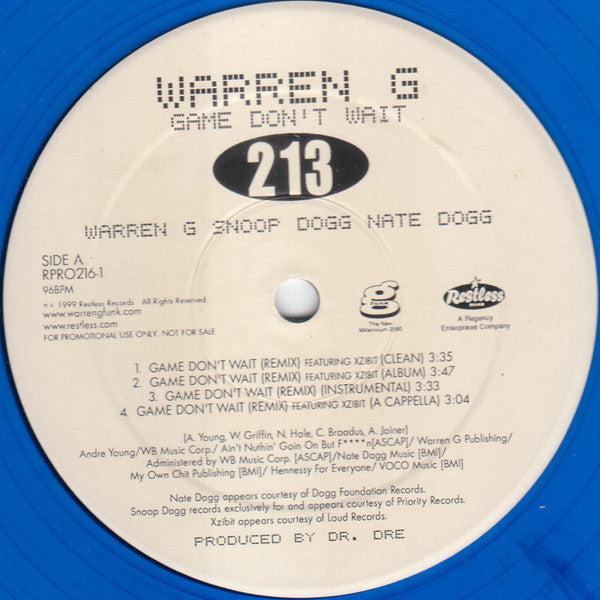 WARREN G
GAME DON'T WAIT
213
WARREN G SNOOP DOGG NATE DOGG
SIDE A
RPRO216-1
96BPM
℗ © 1999 Restless Records All Rights Reserved.
www.warrengfunk.com
www.restless.com
FOR PROMOTIONAL USE ONLY. NOT FOR SALE
g
funk
The New
Millennium 2000
Restless
A Regency
Enterprises Company
1. GAME DON'T WAIT (REMIX) FEATURING XZIBIT (CLEAN) 3:35
2. GAME DON'T WAIT (REMIX) FEATURING XZIBIT (ALBUM) 3:47
3. GAME DON'T WAIT (REMIX) (INSTRUMENTAL) 3:33
4. GAME DON'T WAIT (REMIX) FEATURING XZIBIT (A CAPPELLA) 3:04
[A. Young, W. Griffin, N. Hale, C. Broadus, A. Joiner]
Andre Young/WB Music Corp./ Ain't Nuthin' Goin On But F****n[ASCAP]/ Warren G Publishing/
Administered by WB Music Corp. [ASCAP]/Nate Dogg Music [BMI]/
My Own Chit Publishing [BMI]/ Hennessy For Everyone/ VOCO Music [BMI]
Nate Dogg appears courtesy of Dogg Foundation Records.
Snoop Dogg records exclusively for and appears courtesy of Priority Records.
Xzibit appears courtesy of Loud Records.
PRODUCED BY DR. DRE